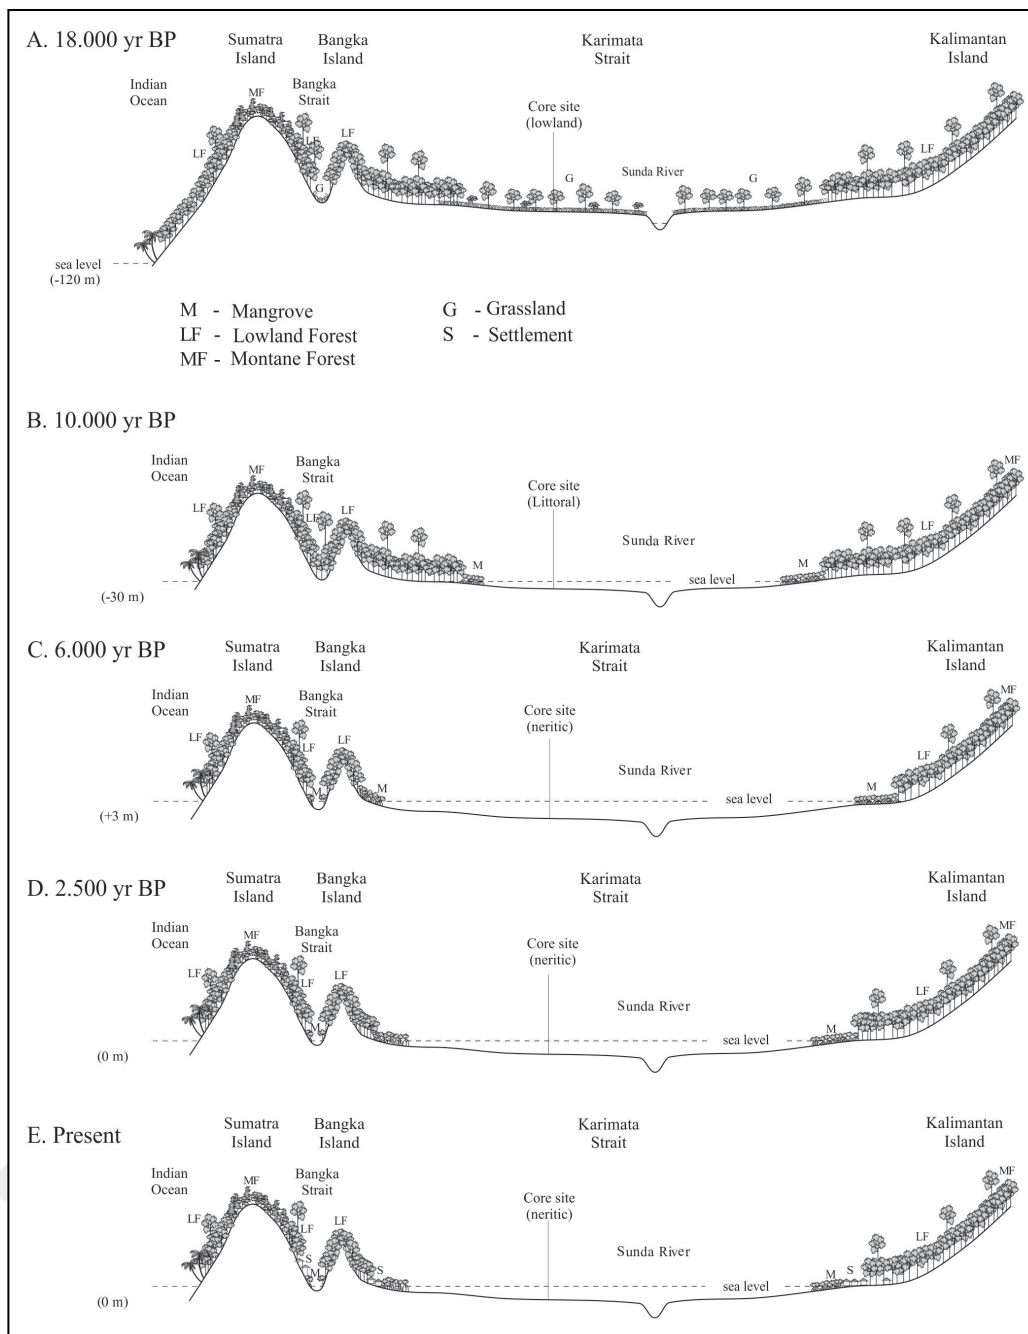 A. 18.000 yr BP
Sumatra
Island
Bangka
Island
Karimata
Strait
Kalimantan
Island
Indian
Ocean
MF
Bangka
Strait
Core site
(lowland)
LF
LF
LF
LF
G
G
Sunda River
G
sea level
(-120 m)
M - Mangrove
LF - Lowland Forest
MF - Montane Forest
G - Grassland
S - Settlement
B. 10.000 yr BP
Indian
Ocean
MF
Bangka
Strait
MF
Core site
(Littoral)
LF
LF
LF
LF
Sunda River
M
M
sea level
(-30 m)
C. 6.000 yr BP
Sumatra
Island
Bangka
Island
Karimata
Strait
Kalimantan
Island
Indian
Ocean
MF
Bangka
Strait
MF
Core site
(neritic)
LF
LF
LF
LF
Sunda River
M
M
M
sea level
(+3 m)
D. 2.500 yr BP
Sumatra
Island
Bangka
Island
Karimata
Strait
Kalimantan
Island
Indian
Ocean
MF
Bangka
Strait
MF
Core site
(neritic)
LF
LF
LF
LF
Sunda River
M
M
sea level
(0 m)
E. Present
Sumatra
Island
Bangka
Island
Karimata
Strait
Kalimantan
Island
Indian
Ocean
MF
Bangka
Strait
MF
Core site
(neritic)
LF
LF
LF
LF
Sunda River
S
M
S
M
S
sea level
(0 m)